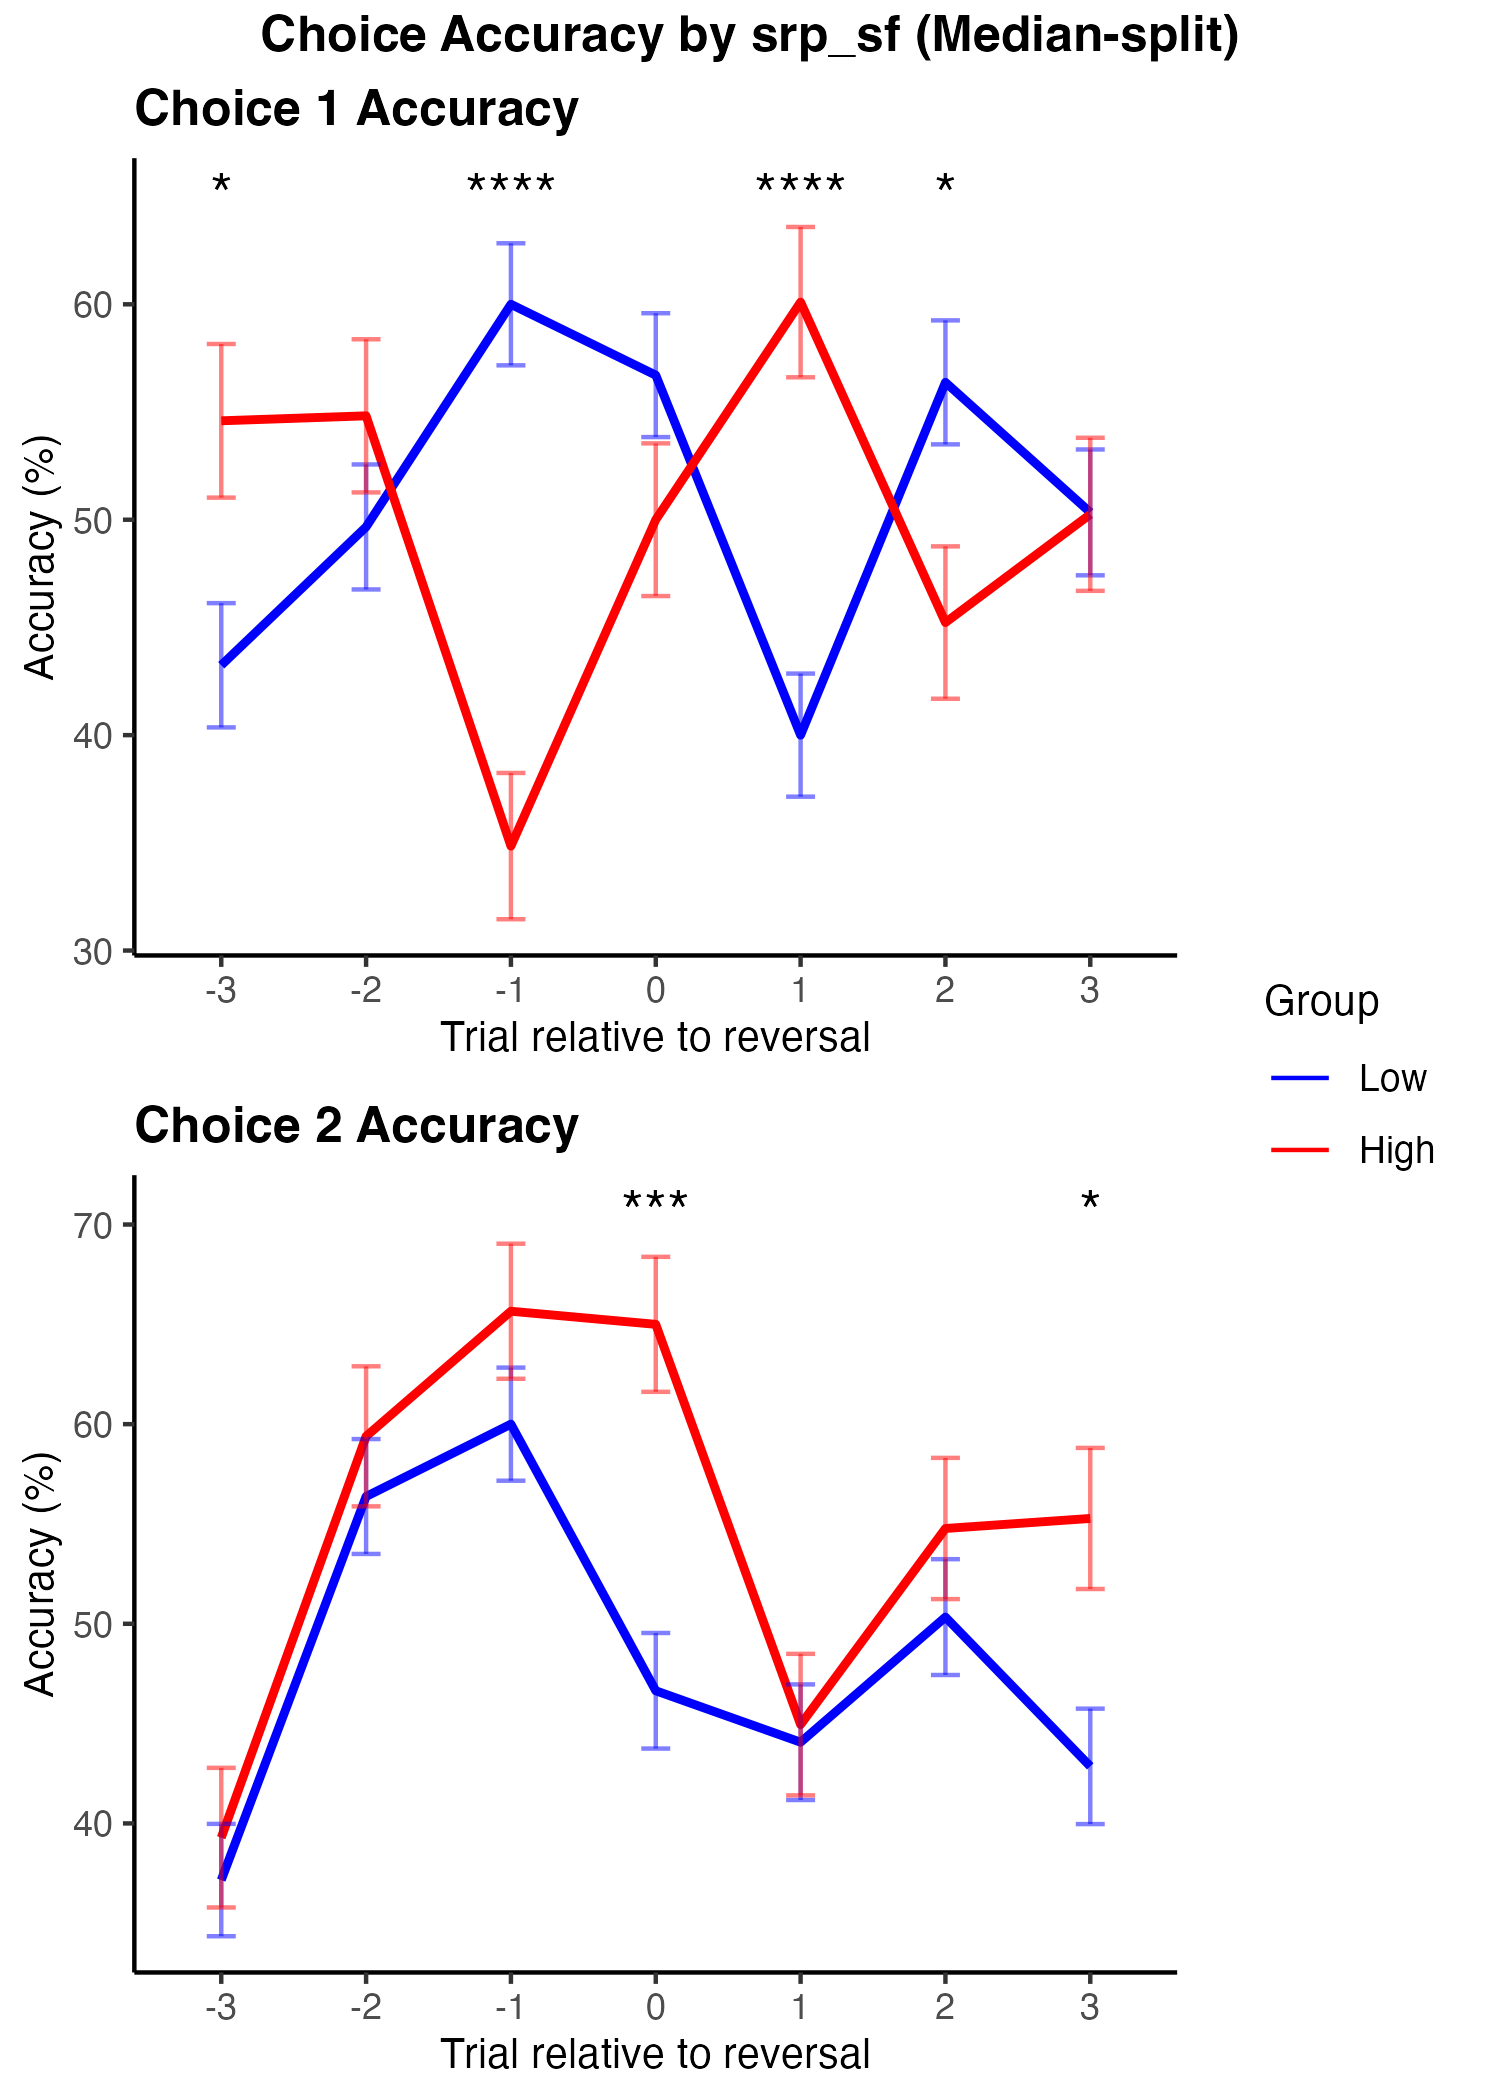 Choice Accuracy by srp_sf (Median-split)
Choice 1 Accuracy
* **** **** *
60
50
40
30
Accuracy (%)
-3 -2 -1 0 1 2 3
Trial relative to reversal
Group
Low
High
Choice 2 Accuracy
*** *
70
60
50
40
Accuracy (%)
-3 -2 -1 0 1 2 3
Trial relative to reversal